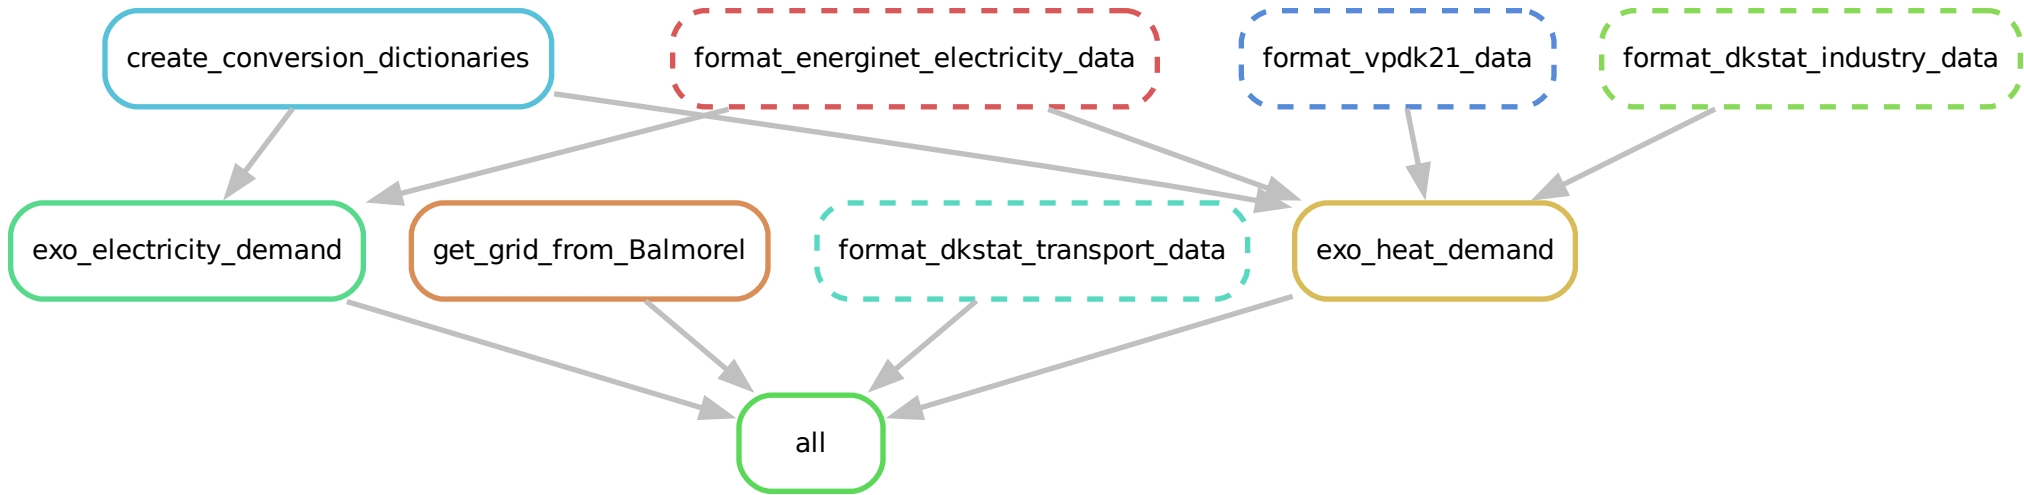 create_conversion_dictionaries
format_energinet_electricity_data
format_vpdk21_data
format_dkstat_industry_data
exo_electricity_demand
get_grid_from_Balmorel
format_dkstat_transport_data
exo_heat_demand
all